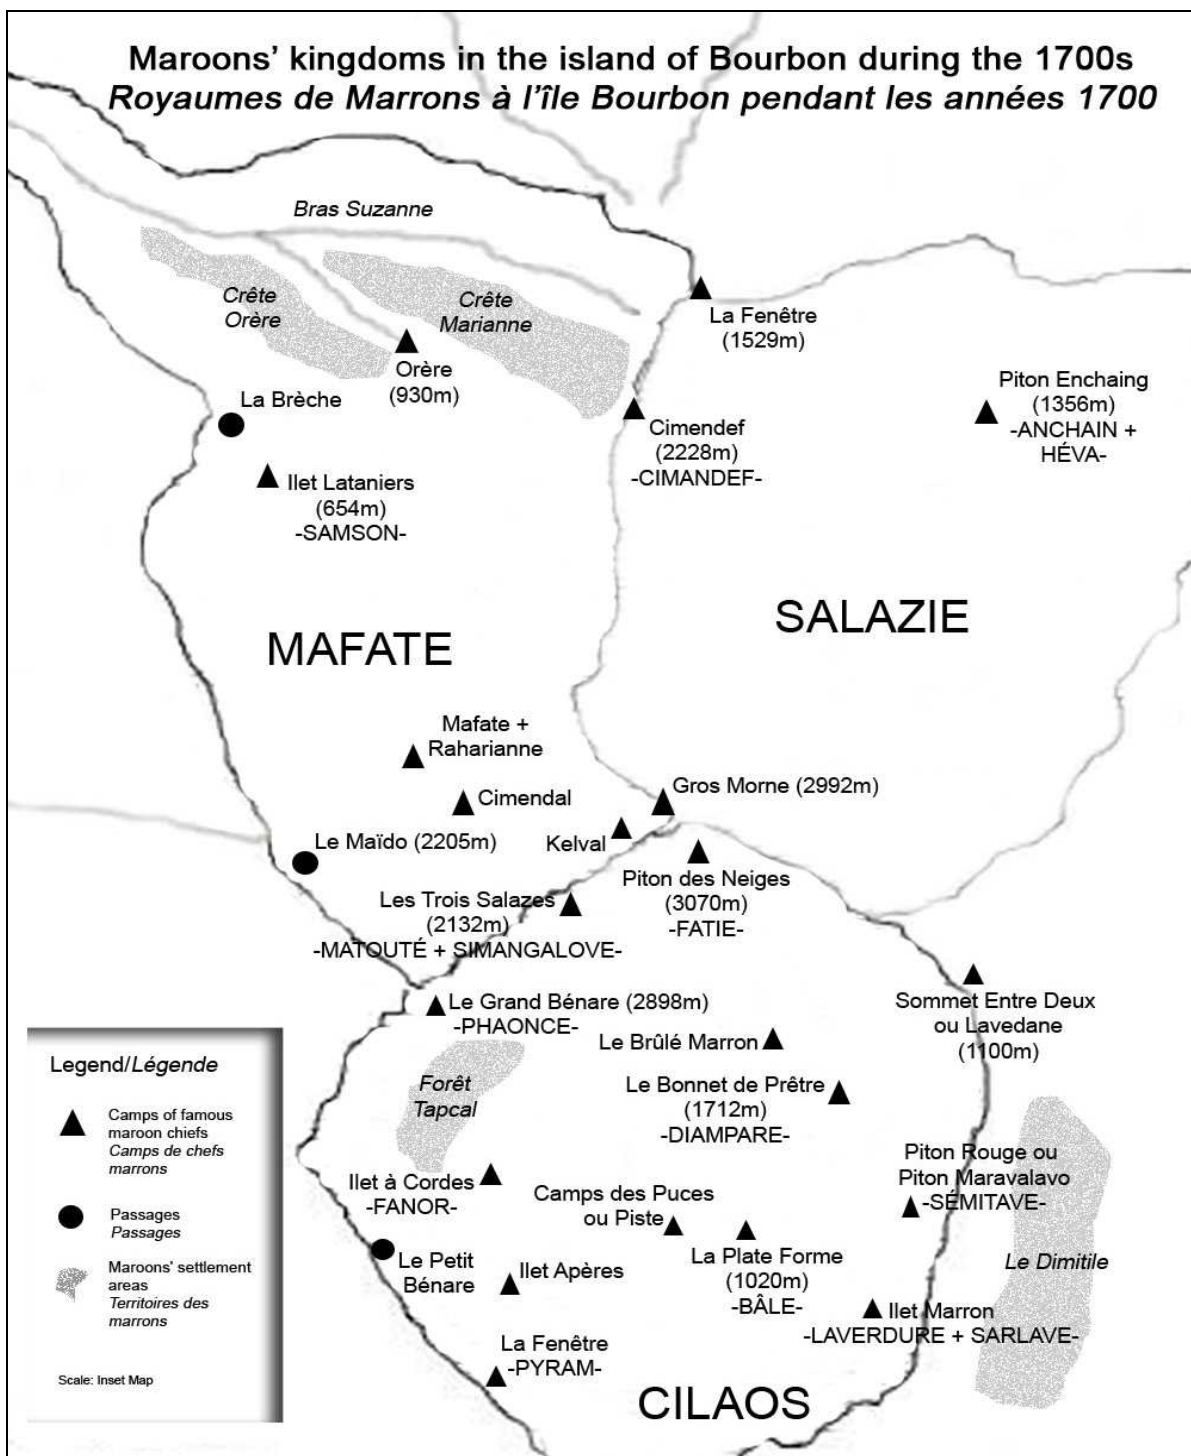 Maroons’ kingdoms in the island of Bourbon during the 1700s
Royaumes de Marrons à l’île Bourbon pendant les années 1700
Bras Suzanne
Crête
Orère
Crête
Marianne
La Fenêtre
(1529m)
Orère
(930m)
Piton Enchaing
(1356m)
-ANCHAIN +
HÉVA-
La Brèche
Cimendef
(2228m)
-CIMANDEF-
Ilet Lataniers
(654m)
-SAMSON-
SALAZIE
MAFATE
Mafate +
Raharianne
Gros Morne (2992m)
Cimendal
Kelval
Le Maïdo (2205m)
Piton des Neiges
(3070m)
-FATIE-
Les Trois Salazes
(2132m)
-MATOUTÉ + SIMANGALOVE-
Sommet Entre Deux
ou Lavedane
(1100m)
Le Grand Bénare (2898m)
-PHAONCE-
Le Brûlé Marron
Forêt
Tapcal
Le Bonnet de Prêtre
(1712m)
-DIAMPARE-
Piton Rouge ou
Piton Maravalavo
-SÉMITAVE-
Ilet à Cordes
-FANOR-
Camps des Puces
ou Piste
Le Petit
Bénare
Ilet Apères
La Plate Forme
(1020m)
-BÂLE-
Le Dimitile
Ilet Marron
-LAVERDURE + SARLAVE-
La Fenêtre
-PYRAM-
CILAOS
Legend/Légende
Camps of famous
maroon chiefs
Camps de chefs
marrons
Passages
Passages
Maroons' settlement
areas
Territoires des
marrons
Scale: Inset Map